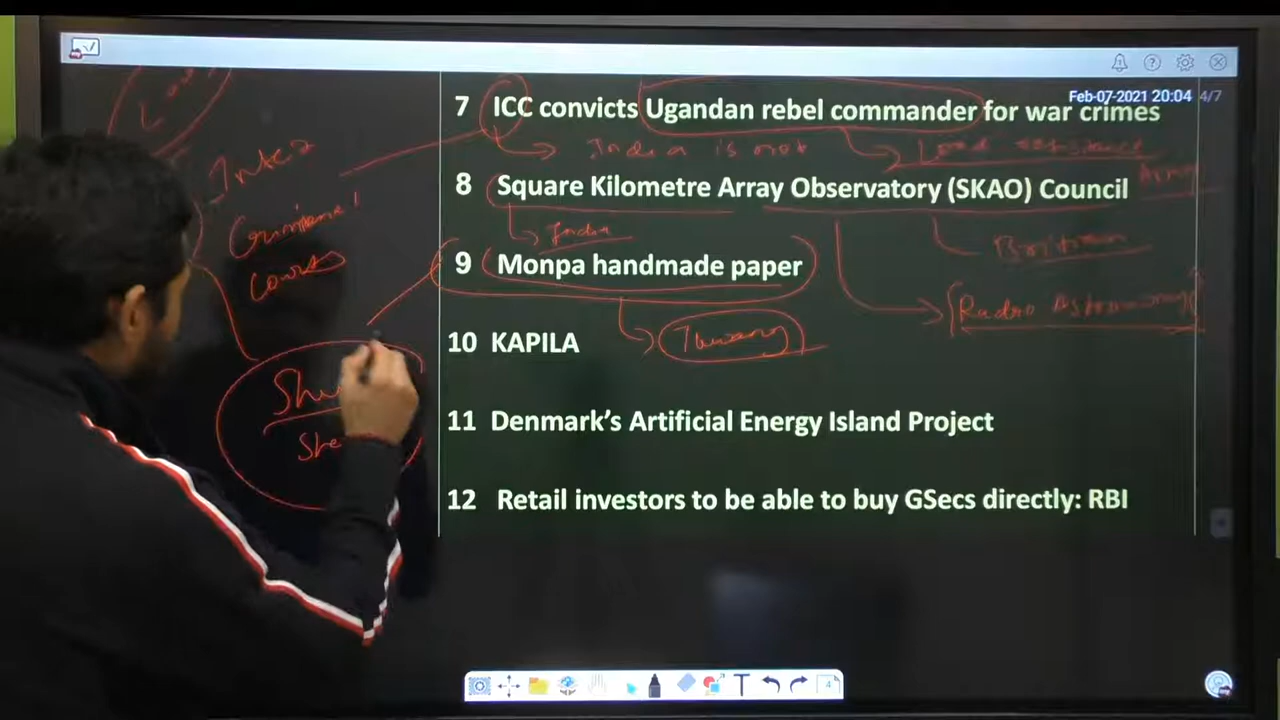 Feb-07-2021 20:04 4/7
7 ICC convicts Ugandan rebel commander for war crimes
India is not
Lord resistance
Army
Inter
Criminal
Courts
8 Square Kilometre Array Observatory (SKAO) Council
India
Britain
9 Monpa handmade paper
Radio Astronomy
Tawang
10 KAPILA
11 Denmark's Artificial Energy Island Project
12 Retail investors to be able to buy GSecs directly: RBI